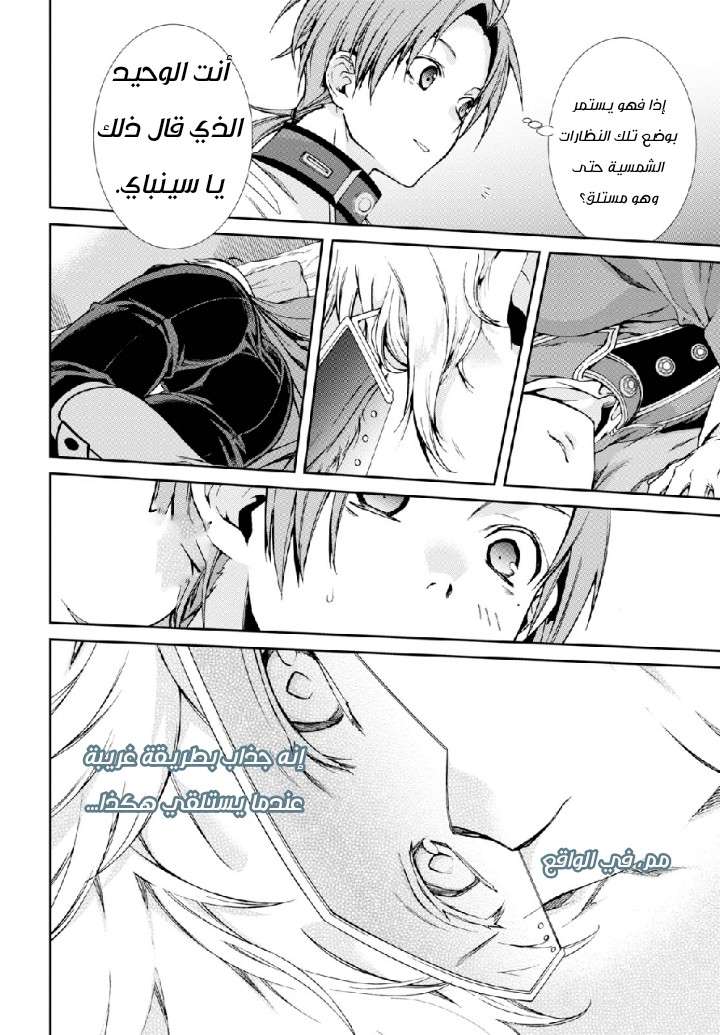 إذا فهو يستمر
بوضع تلك النظارات
الشمسية حتى
وهو مستلق؟
أنت الوحيد
الذي قال ذلك
يا سينباي.
مم، في الواقع
إنه جذاب بطريقة غريبة
عندما يستلقي هكذا...